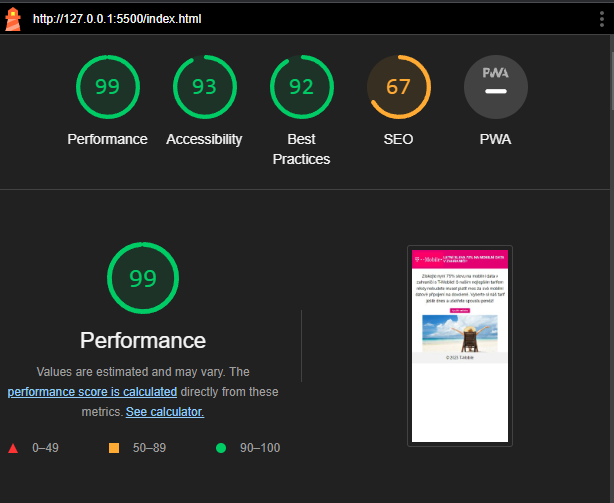 http://127.0.0.1:5500/index.html
99
93
92
67
PWA
Performance
Accessibility
Best
Practices
SEO
PWA
99
Performance
Values are estimated and may vary. The
performance score is calculated directly from these
metrics. See calculator.
0–49
50–89
90–100
© 2023 T-Mobile